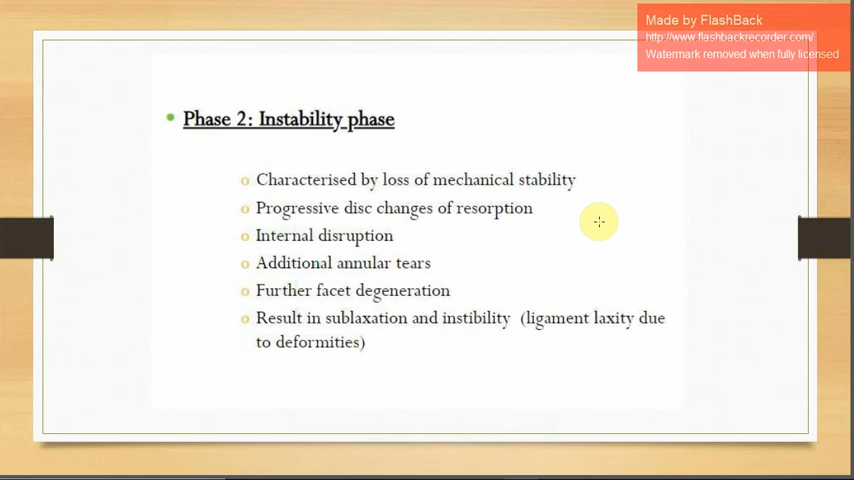 Made by FlashBack
http://www.flashbackrecorder.com/
Watermark removed when fully licensed
• Phase 2: Instability phase
o Characterised by loss of mechanical stability
o Progressive disc changes of resorption
o Internal disruption
o Additional annular tears
o Further facet degeneration
o Result in sublaxation and instibility (ligament laxity due
to deformities)